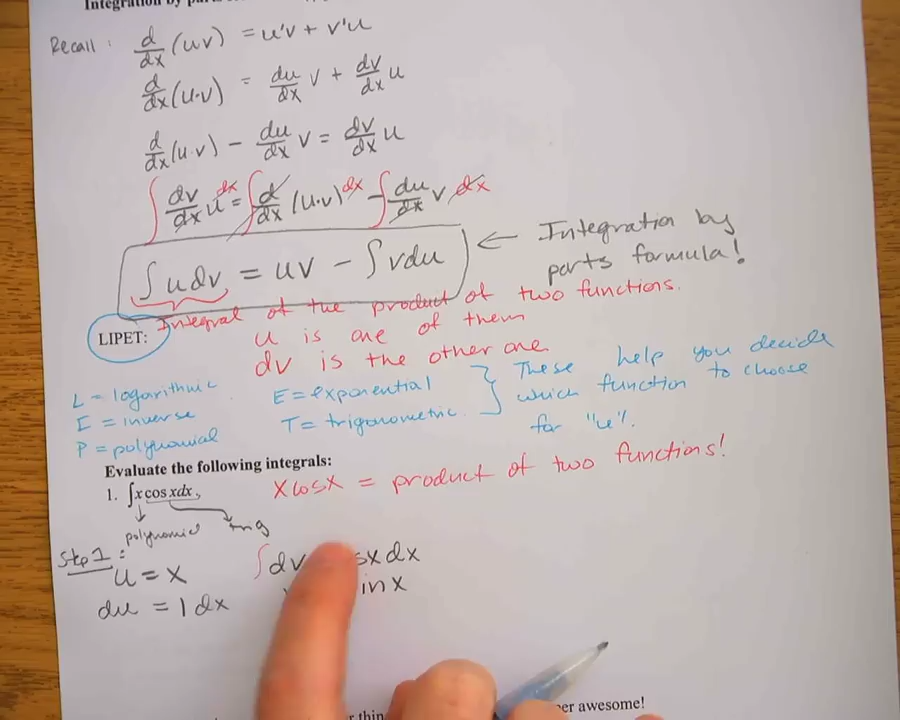 Integration by parts
Recall: d/dx (uv) = u'v + v'u
d/dx (u·v) = du/dx v + dv/dx u
d/dx (u·v) - du/dx v = dv/dx u
∫ dv/dx u dx = ∫ d/dx (u·v) dx - ∫ du/dx v dx
∫ u dv = uv - ∫ v du ← Integration by parts formula!
Integral of the product of two functions.
u is one of them
dv is the other one
LIPET:
L = logarithmic
I = inverse
P = polynomial
E = exponential
T = trigonometric.
These help you decide
which function to choose
for "u".
Evaluate the following integrals:
1. ∫ x cos x dx,
x cos x = product of two functions!
polynomial
trig
Step 1:
u = x
du = 1 dx
∫ dv sx dx
in x
er awesome!